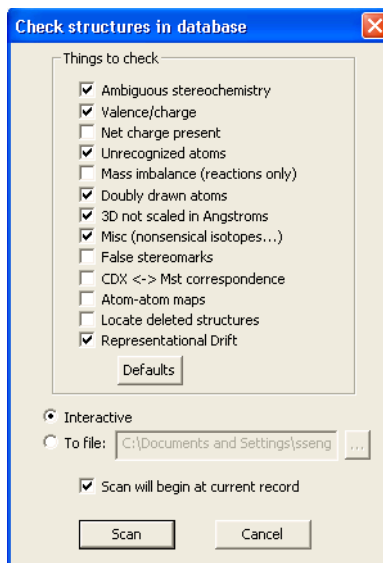 Check structures in database
Things to check
Ambiguous stereochemistry
Valence/charge
Net charge present
Unrecognized atoms
Mass imbalance (reactions only)
Doubly drawn atoms
3D not scaled in Angstroms
Misc (nonsensical isotopes...)
False stereomarks
CDX <-> Mst correspondence
Atom-atom maps
Locate deleted structures
Representational Drift
Defaults
Interactive
To file: C:\Documents and Settings\sseng ...
Scan will begin at current record
Scan Cancel